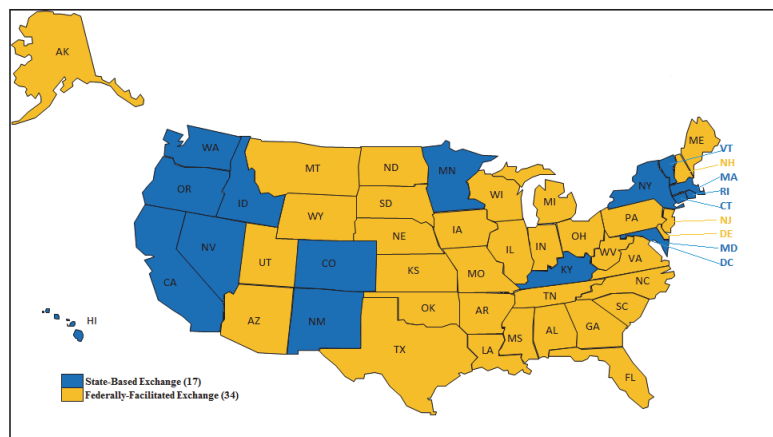 AK
ME
WA
VT
MT
ND
NH
MN
MA
OR
NY
ID
WI
RI
SD
MI
CT
WY
PA
NJ
IA
NE
DE
OH
NV
IN
IL
MD
UT
WV
VA
CO
DC
CA
KS
MO
KY
NC
TN
OK
AR
SC
AZ
NM
GA
AL
MS
HI
LA
TX
FL
State-Based Exchange (17)
Federally-Facilitated Exchange (34)